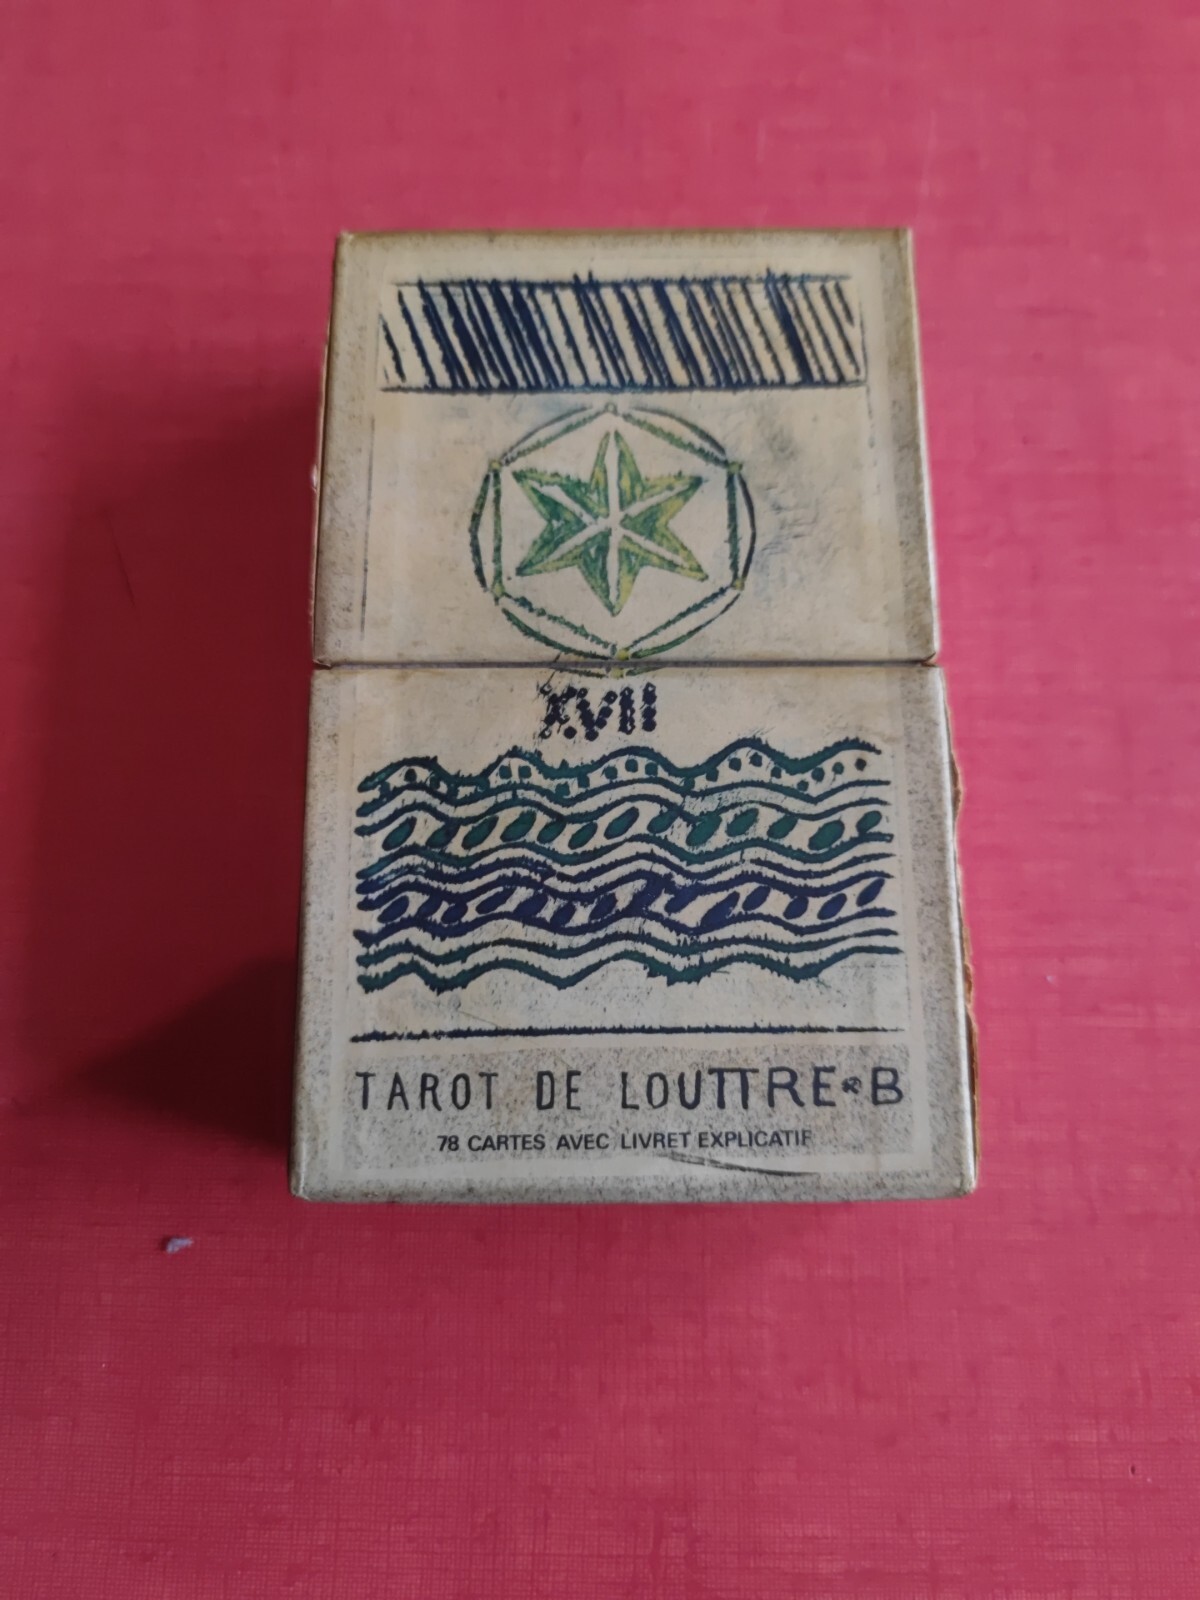 XVII
TAROT DE LOUTTRE•B
78 CARTES AVEC LIVRET EXPLICATIF